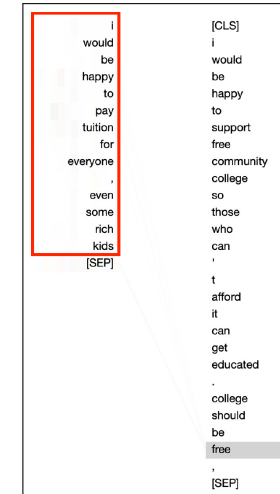 i
would
be
happy
to
pay
tuition
for
everyone
,
even
some
rich
kids
[SEP]
[CLS]
i
would
be
happy
to
support
free
community
college
so
those
who
can
'
t
afford
it
can
get
educated
.
college
should
be
free
,
[SEP]